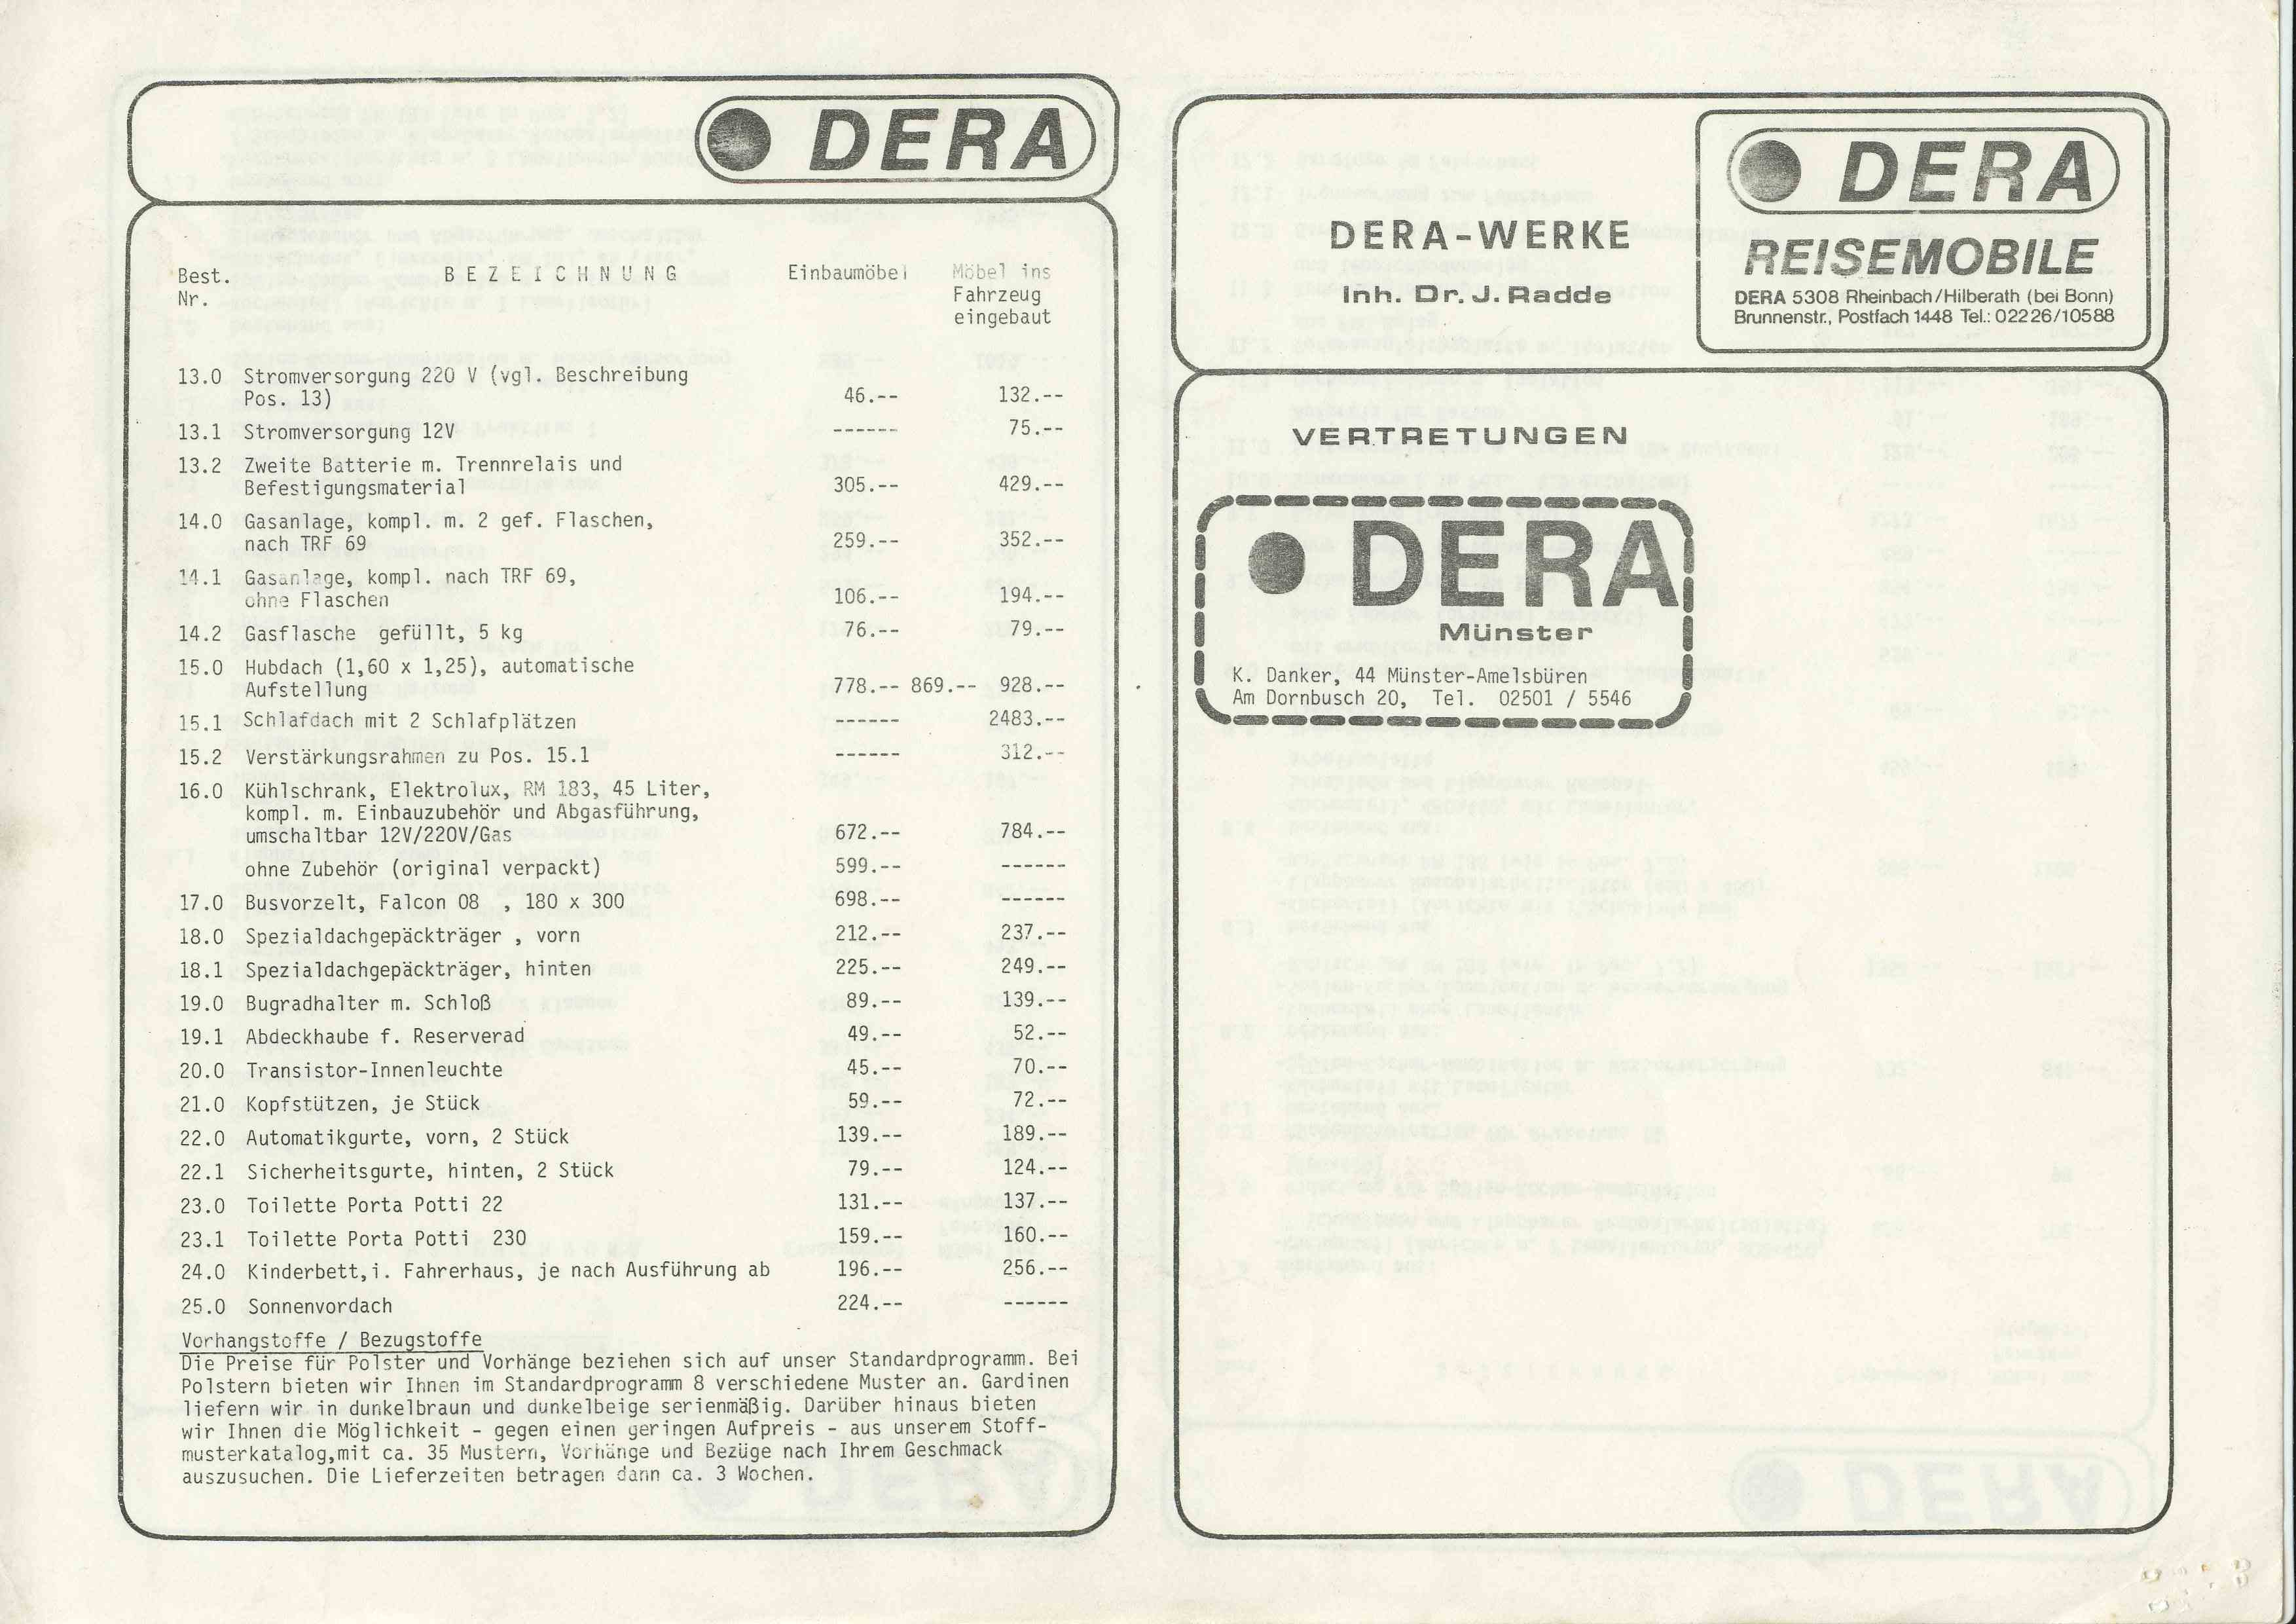 DERA
Best. B E Z E I C H N U N G Einbaumöbel Möbel ins
Nr. Fahrzeug
eingebaut
13.0 Stromversorgung 220 V (vgl. Beschreibung
Pos. 13) 46.-- 132.--
13.1 Stromversorgung 12V ------ 75.--
13.2 Zweite Batterie m. Trennrelais und
Befestigungsmaterial 305.-- 429.--
14.0 Gasanlage, kompl. m. 2 gef. Flaschen,
nach TRF 69 259.-- 352.--
14.1 Gasanlage, kompl. nach TRF 69,
ohne Flaschen 106.-- 194.--
14.2 Gasflasche gefüllt, 5 kg 76.-- 79.--
15.0 Hubdach (1,60 x 1,25), automatische
Aufstellung 778.-- 869.-- 928.--
15.1 Schlafdach mit 2 Schlafplätzen ------ 2483.--
15.2 Verstärkungsrahmen zu Pos. 15.1 ------ 312.--
16.0 Kühlschrank, Elektrolux, RM 183, 45 Liter,
kompl. m. Einbauzubehör und Abgasführung,
umschaltbar 12V/220V/Gas 672.-- 784.--
ohne Zubehör (original verpackt) 599.-- ------
17.0 Busvorzelt, Falcon 08 , 180 x 300 698.-- ------
18.0 Spezialdachgepäckträger , vorn 212.-- 237.--
18.1 Spezialdachgepäckträger, hinten 225.-- 249.--
19.0 Bugradhalter m. Schloß 89.-- 139.--
19.1 Abdeckhaube f. Reserverad 49.-- 52.--
20.0 Transistor-Innenleuchte 45.-- 70.--
21.0 Kopfstützen, je Stück 59.-- 72.--
22.0 Automatikgurte, vorn, 2 Stück 139.-- 189.--
22.1 Sicherheitsgurte, hinten, 2 Stück 79.-- 124.--
23.0 Toilette Porta Potti 22 131.-- 137.--
23.1 Toilette Porta Potti 230 159.-- 160.--
24.0 Kinderbett,i. Fahrerhaus, je nach Ausführung ab 196.-- 256.--
25.0 Sonnenvordach 224.-- ------
Vorhangstoffe / Bezugstoffe
Die Preise für Polster und Vorhänge beziehen sich auf unser Standardprogramm. Bei
Polstern bieten wir Ihnen im Standardprogramm 8 verschiedene Muster an. Gardinen
liefern wir in dunkelbraun und dunkelbeige serienmäßig. Darüber hinaus bieten
wir Ihnen die Möglichkeit - gegen einen geringen Aufpreis - aus unserem Stoff-
musterkatalog,mit ca. 35 Mustern, Vorhänge und Bezüge nach Ihrem Geschmack
auszusuchen. Die Lieferzeiten betragen dann ca. 3 Wochen.
DERA-WERKE
Inh. Dr. J. Radde
DERA
REISEMOBILE
DERA 5308 Rheinbach/Hilberath (bei Bonn)
Brunnenstr., Postfach 1448 Tel.: 02226/10588
VERTRETUNGEN
DERA
Münster
K. Danker, 44 Münster-Amelsbüren
Am Dornbusch 20, Tel. 02501 / 5546